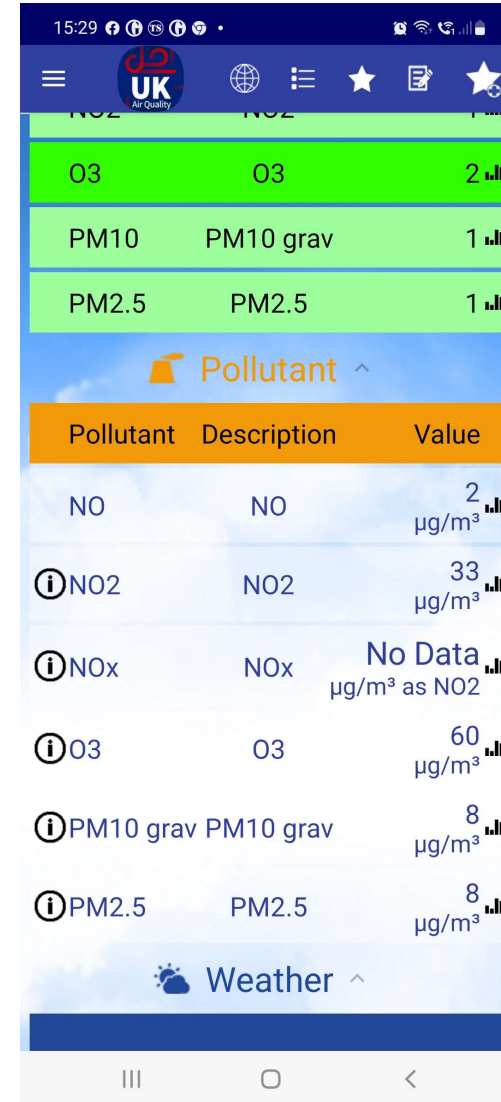 15:29
UK
Air Quality
NO2 NO2 1
O3 O3 2
PM10 PM10 grav 1
PM2.5 PM2.5 1
Pollutant
Pollutant Description Value
NO NO 2
µg/m³
NO2 NO2 33
µg/m³
NOx NOx No Data
µg/m³ as NO2
O3 O3 60
µg/m³
PM10 grav PM10 grav 8
µg/m³
PM2.5 PM2.5 8
µg/m³
Weather